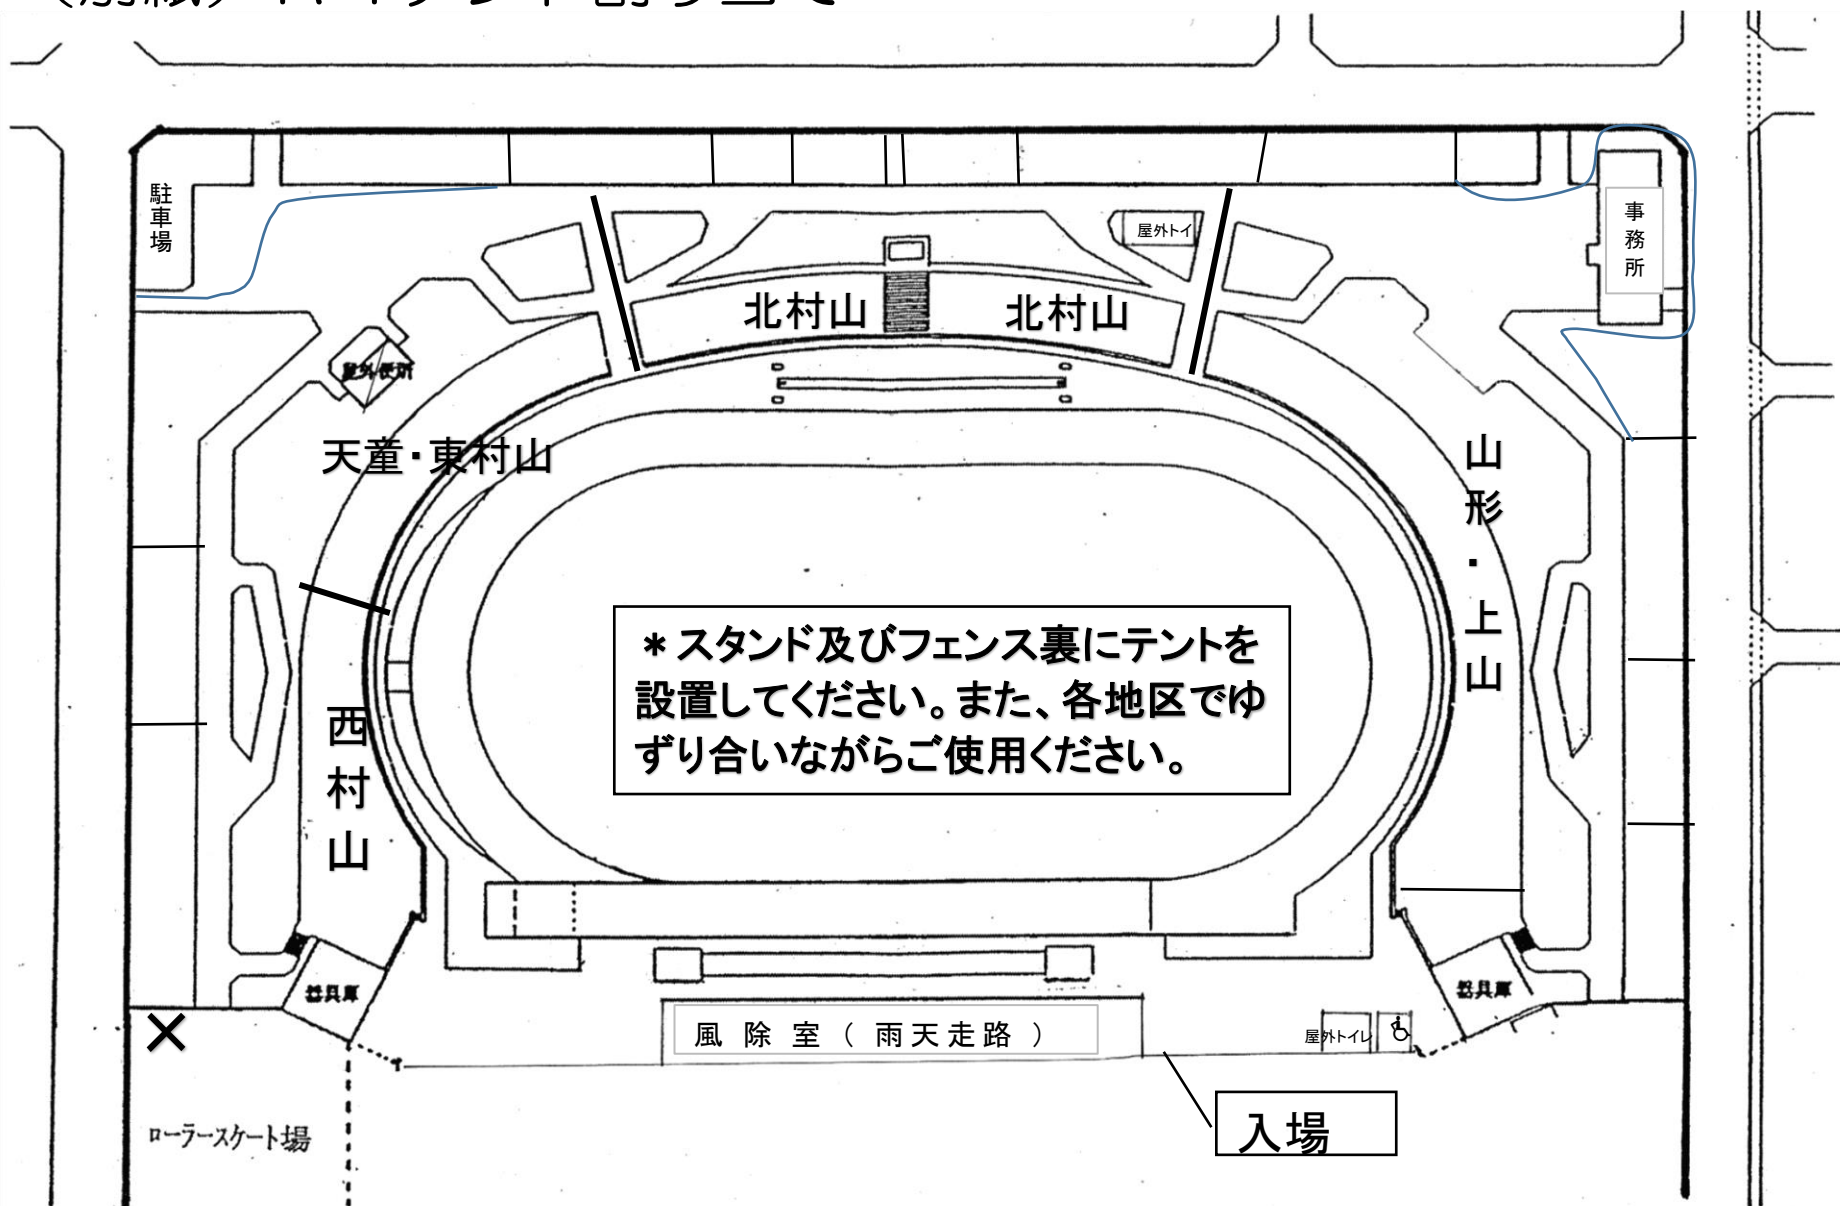 駐車場
事務所
屋外トイ
北村山
北村山
屋外便所
天童・東村山
山形・上山
＊スタンド及びフェンス裏にテントを
設置してください。また、各地区でゆ
ずり合いながらご使用ください。
西村山
器具庫
器具庫
風除室（雨天走路）
屋外トイレ
入場
ローラースケート場